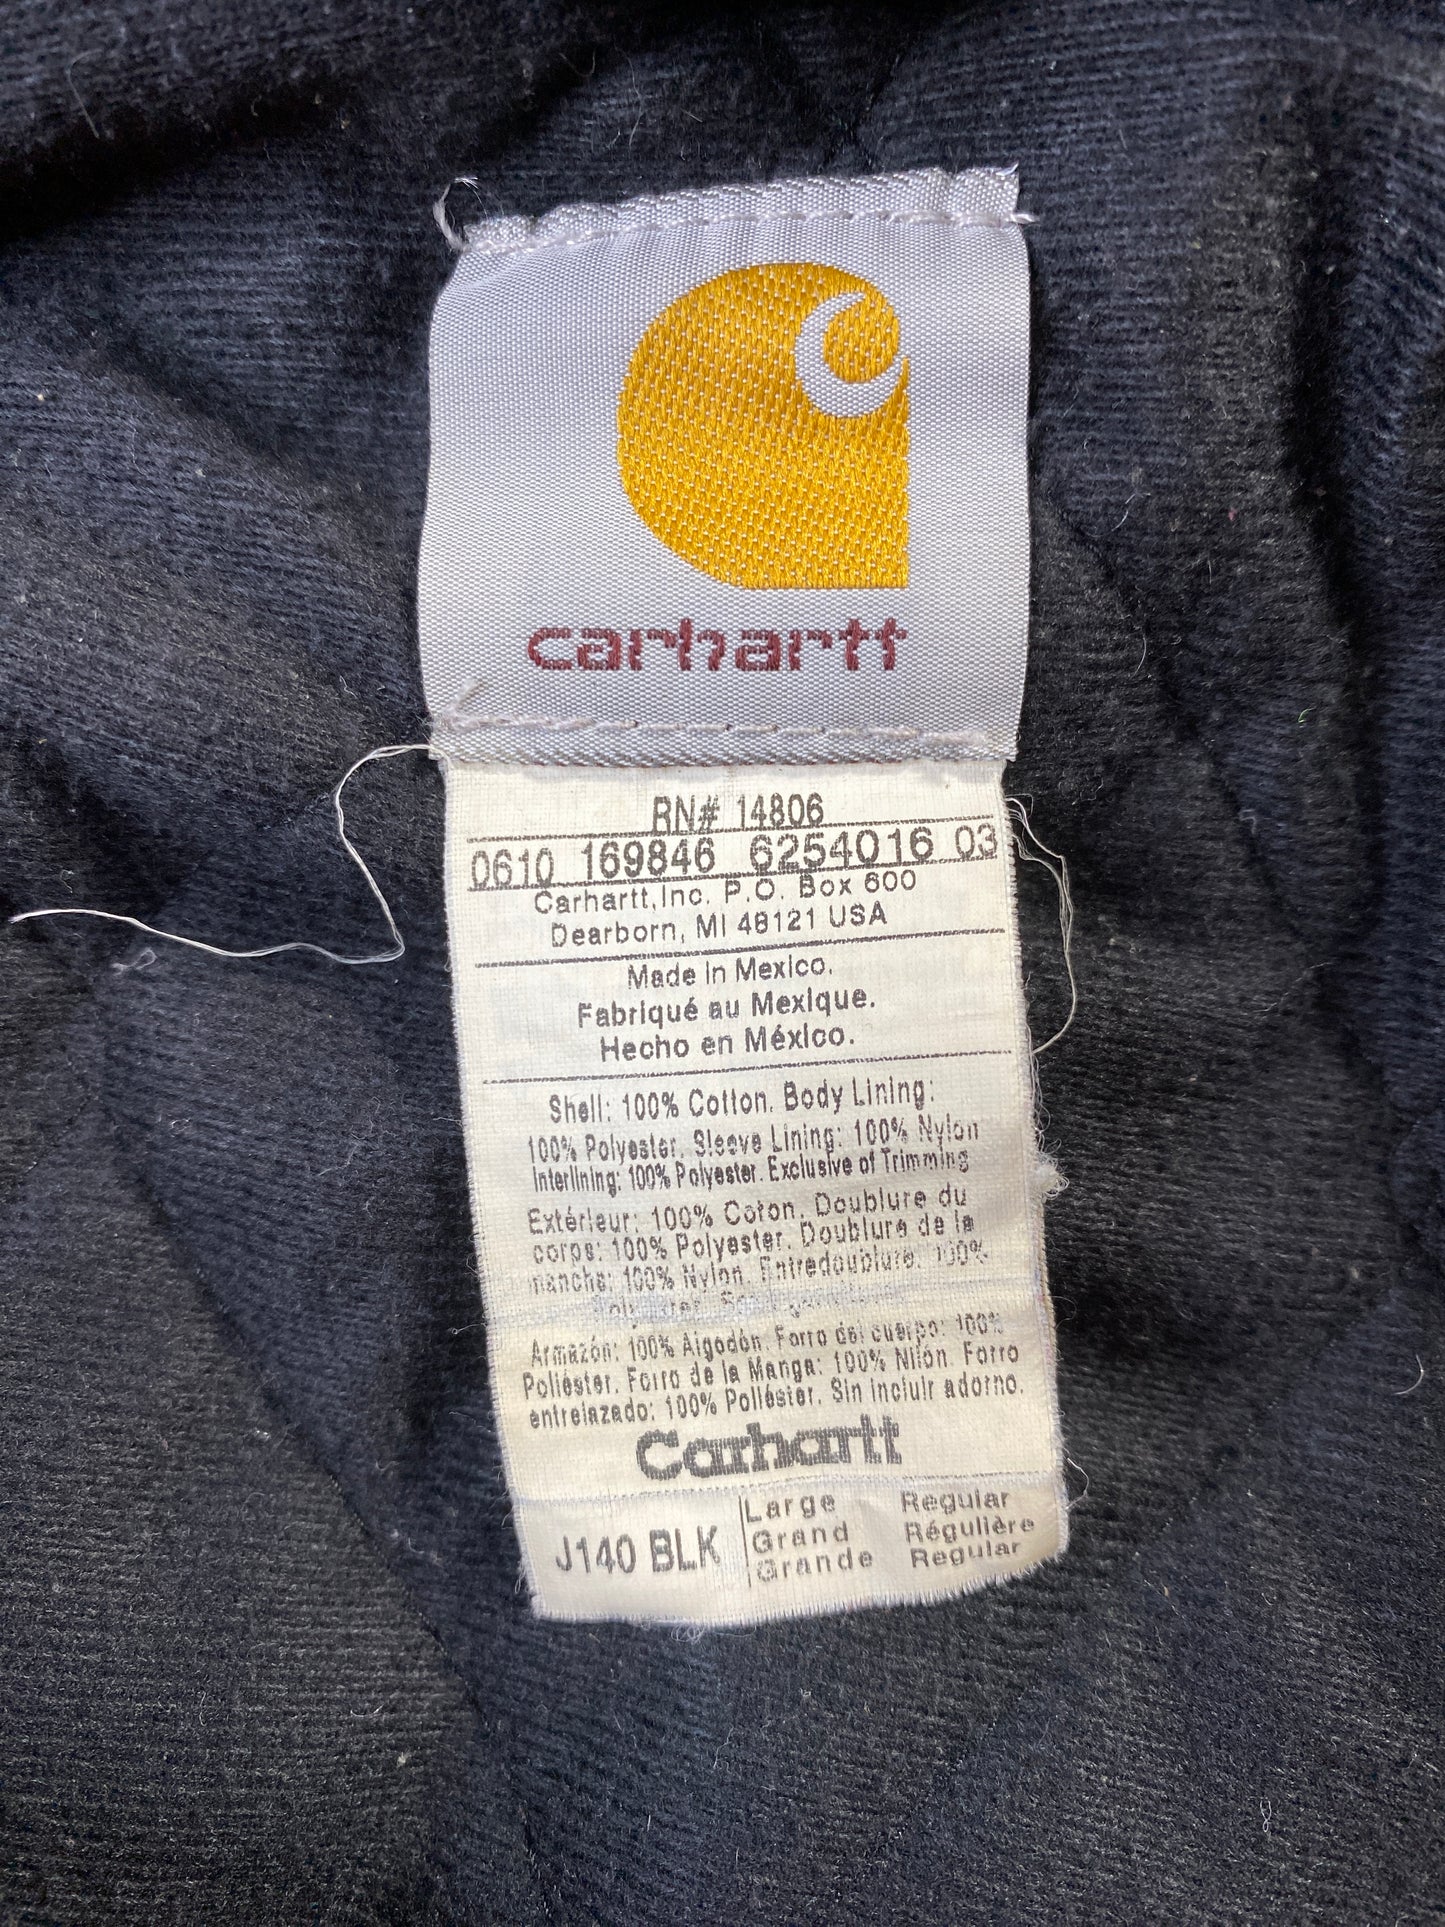 carhartt
RN# 14806
0610 169846 6254016 03
Carhartt,Inc. P.O. Box 600
Dearborn, MI 48121 USA
Made in Mexico.
Fabriqué au Mexique.
Hecho en México.
Shell: 100% Cotton. Body Lining:
100% Polyester. Sleeve Lining: 100% Nylon
Interlining: 100% Polyester. Exclusive of Trimming
Extérieur: 100% Coton. Doublure du
corps: 100% Polyester. Doublure de la
manche: 100% Nylon. Entredoublure: 100%
Armazón: 100% Algodón. Forro del cuerpo: 100%
Poliéster. Forro de la Manga: 100% Nilón. Forro
entrelazado: 100% Poliéster. Sin incluir adorno.
Carhartt
J140 BLK
Large Regular
Grand Régulière
Grande Regular